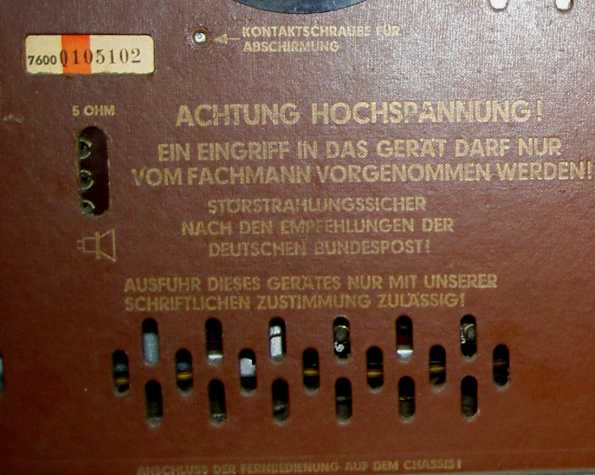 KONTAKTSCHRAUBE FÜR
ABSCHIRMUNG
7600 0105102
5 OHM
ACHTUNG HOCHSPANNUNG!
EIN EINGRIFF IN DAS GERÄT DARF NUR
VOM FACHMANN VORGENOMMEN WERDEN!
STÖRSTRAHLUNGSSICHER
NACH DEN EMPFEHLUNGEN DER
DEUTSCHEN BUNDESPOST!
AUSFUHR DIESES GERÄTES NUR MIT UNSERER
SCHRIFTLICHEN ZUSTIMMUNG ZULÄSSIG!
ANSCHLUSS DER FERNBEDIENUNG AUF DEM CHASSIS!